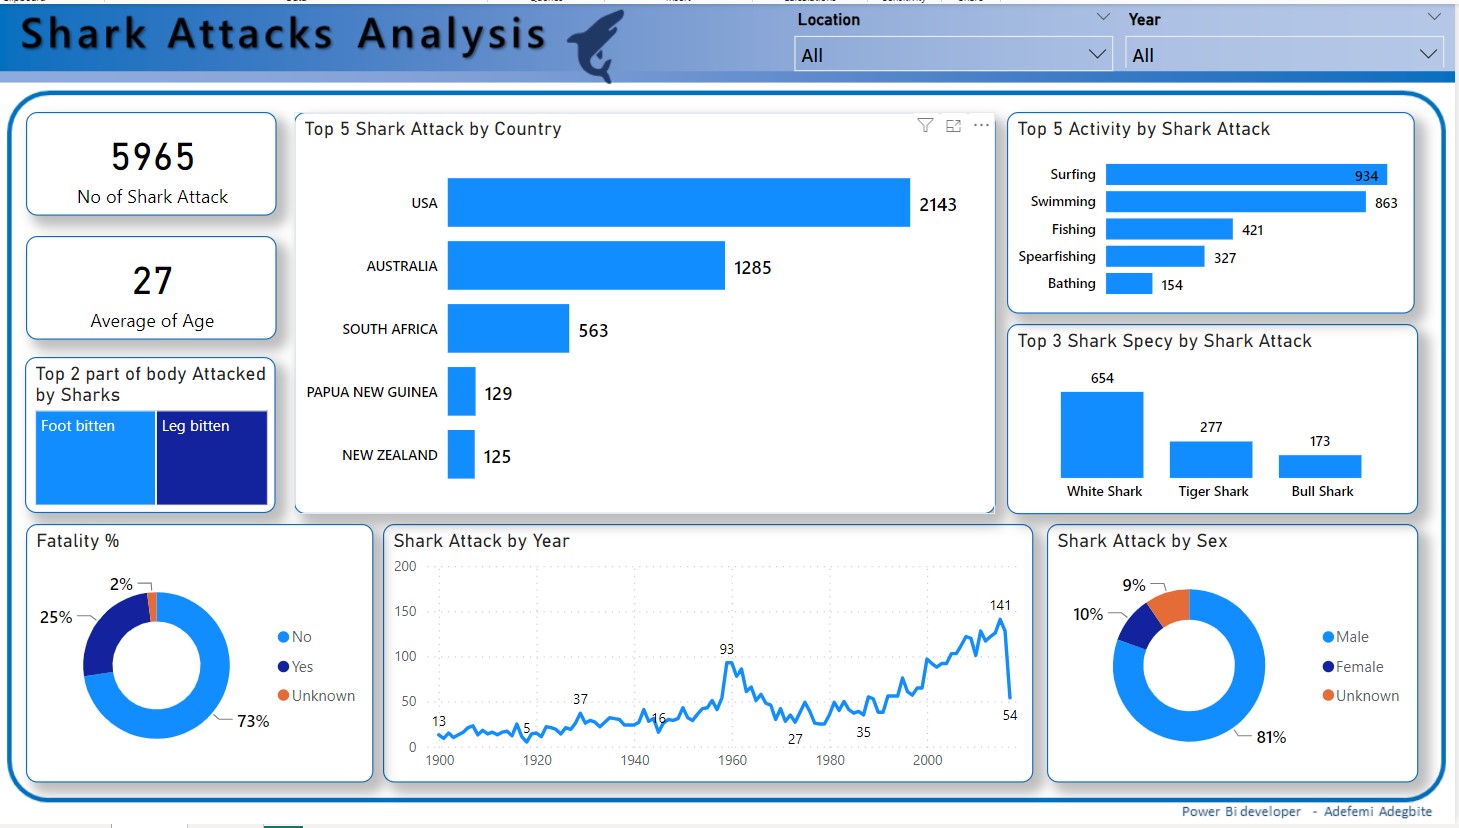 Shark Attacks Analysis
Location
All
Year
All
5965
No of Shark Attack
27
Average of Age
Top 2 part of body Attacked
by Sharks
Foot bitten
Leg bitten
Top 5 Shark Attack by Country
USA
2143
AUSTRALIA
1285
SOUTH AFRICA
563
PAPUA NEW GUINEA
129
NEW ZEALAND
125
Top 5 Activity by Shark Attack
Surfing
934
Swimming
863
Fishing
421
Spearfishing
327
Bathing
154
Top 3 Shark Specy by Shark Attack
654
277
173
White Shark
Tiger Shark
Bull Shark
Fatality %
2%
25%
73%
No
Yes
Unknown
Shark Attack by Year
200
150
100
50
0
13
5
37
16
93
27
35
141
54
1900
1920
1940
1960
1980
2000
Shark Attack by Sex
9%
10%
81%
Male
Female
Unknown
Power Bi developer - Adefemi Adegbite